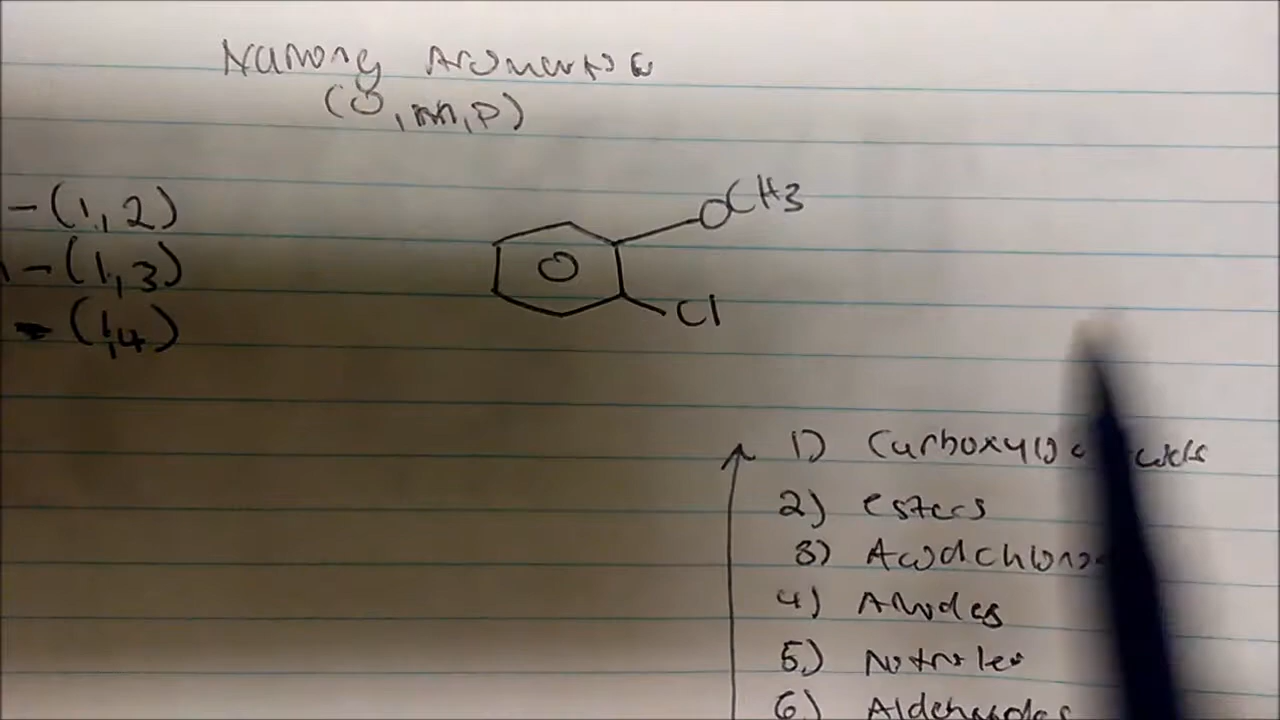 Naming Aromatic
(O, m, p)
- (1, 2)
- (1, 3)
- (1, 4)
OCH3
Cl
1) Carboxylic acids
2) esters
3) Acid chlor
4) Amides
5) Nitriles
6) Aldehydes